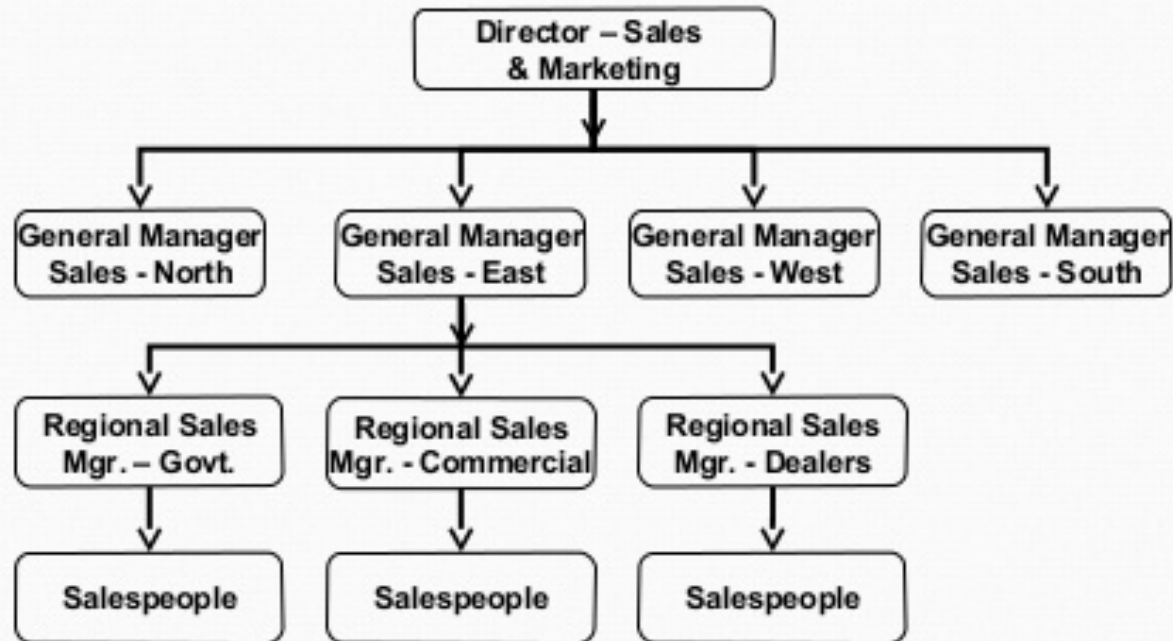 Director – Sales
& Marketing
General Manager
Sales - North
General Manager
Sales - East
General Manager
Sales - West
General Manager
Sales - South
Regional Sales
Mgr. – Govt.
Regional Sales
Mgr. - Commercial
Regional Sales
Mgr. - Dealers
Salespeople
Salespeople
Salespeople